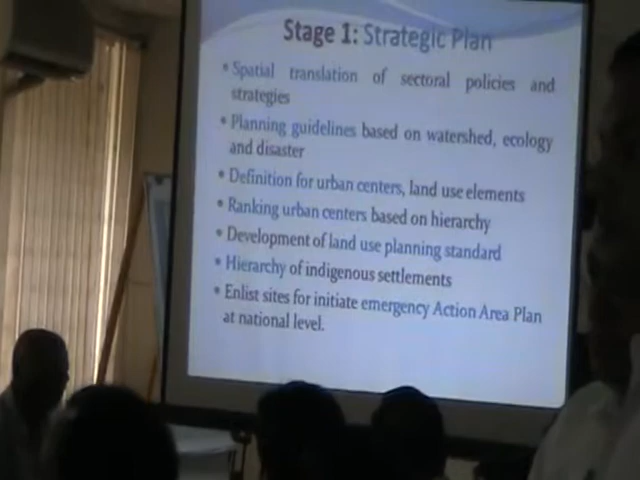 Stage 1: Strategic Plan
• Spatial translation of sectoral policies and
strategies
• Planning guidelines based on watershed, ecology
and disaster
• Definition for urban centers, land use elements
• Ranking urban centers based on hierarchy
• Development of land use planning standard
• Hierarchy of indigenous settlements
• Enlist sites for initiate emergency Action Area Plan
at national level.